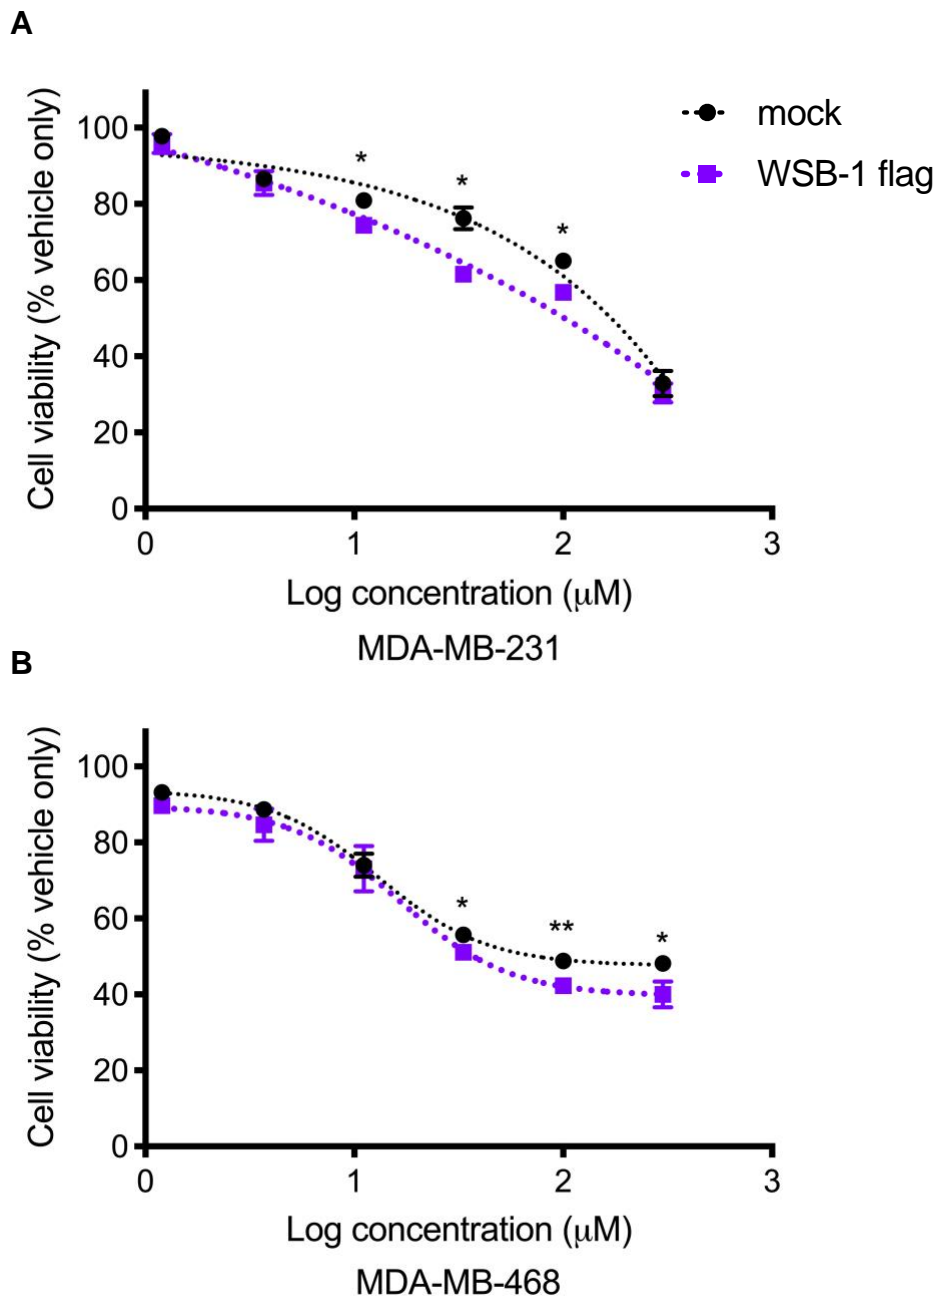 A
mock
WSB-1 flag
Cell viability (% vehicle only)
100
80
60
40
20
0
*
*
*
0 1 2 3
Log concentration (μM)
MDA-MB-231
B
Cell viability (% vehicle only)
100
80
60
40
20
0
*
**
*
0 1 2 3
Log concentration (μM)
MDA-MB-468